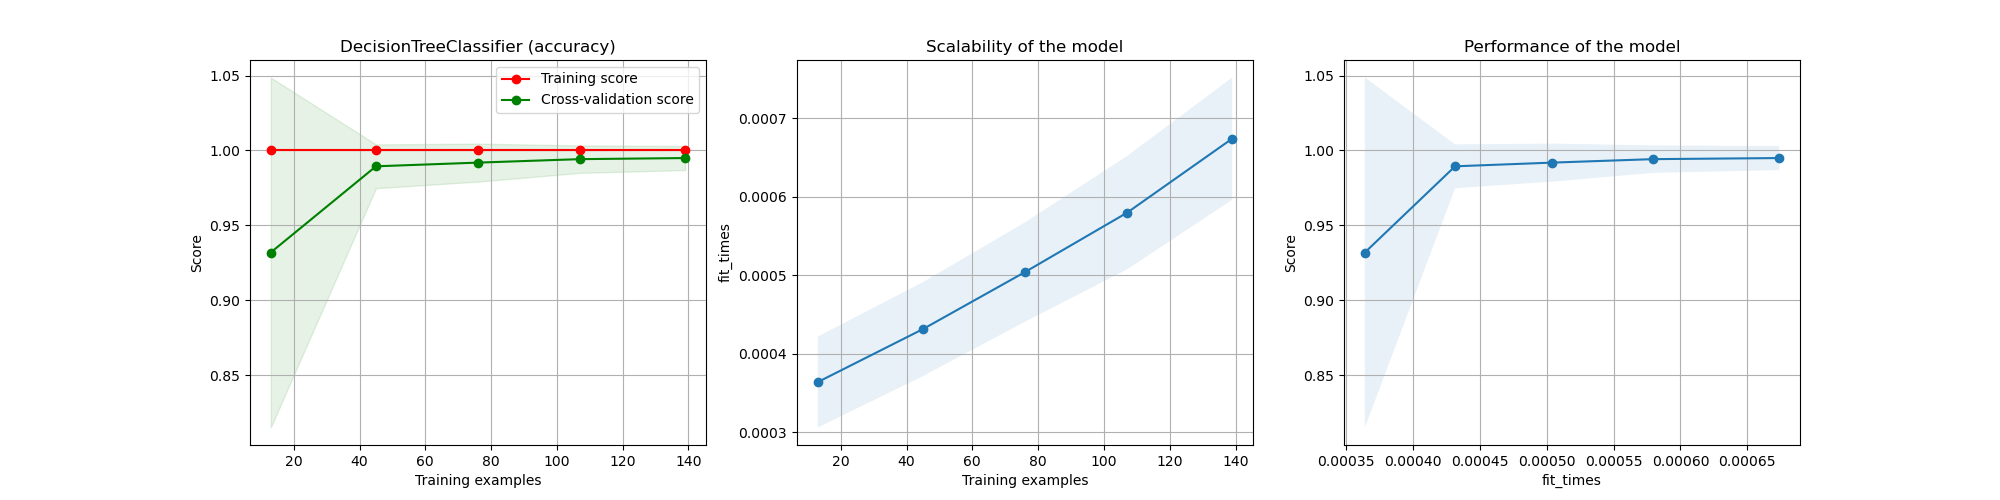 DecisionTreeClassifier (accuracy)
1.05
1.00
0.95
0.90
0.85
Score
Training score
Cross-validation score
20 40 60 80 100 120 140
Training examples
Scalability of the model
0.0007
0.0006
0.0005
0.0004
0.0003
fit_times
20 40 60 80 100 120 140
Training examples
Performance of the model
1.05
1.00
0.95
0.90
0.85
Score
0.00035 0.00040 0.00045 0.00050 0.00055 0.00060 0.00065
fit_times